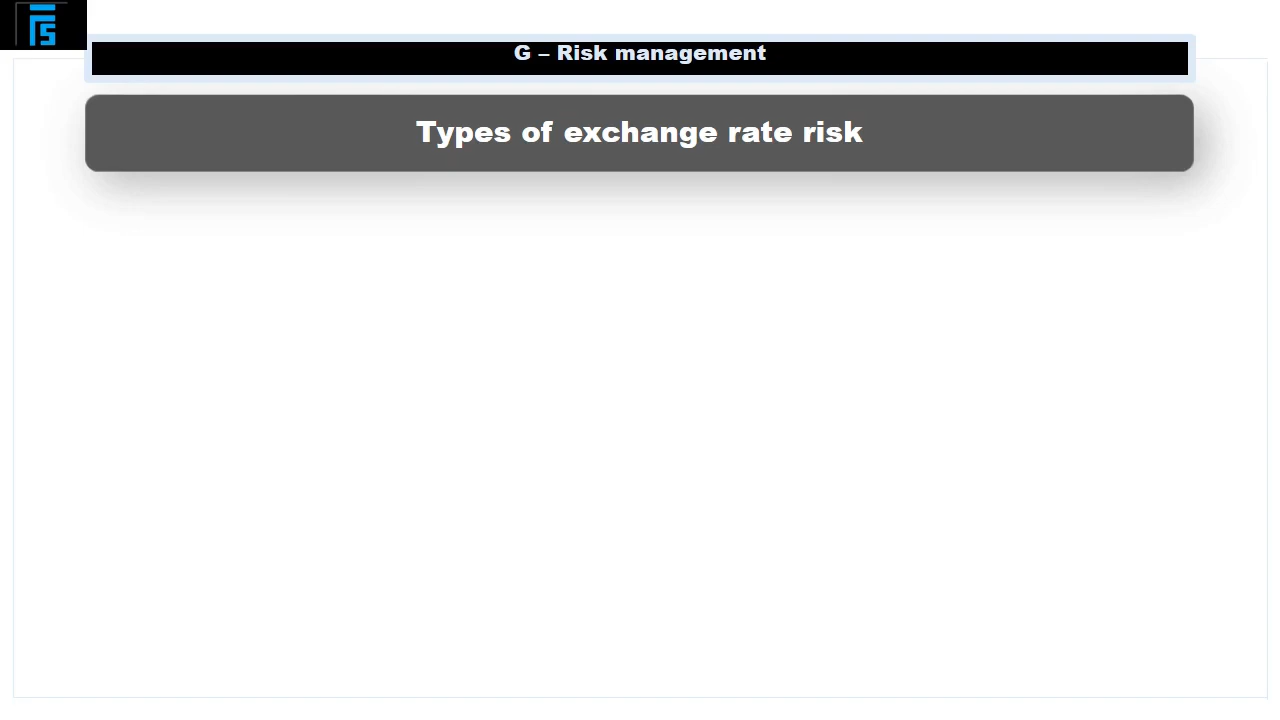 G – Risk management
Types of exchange rate risk